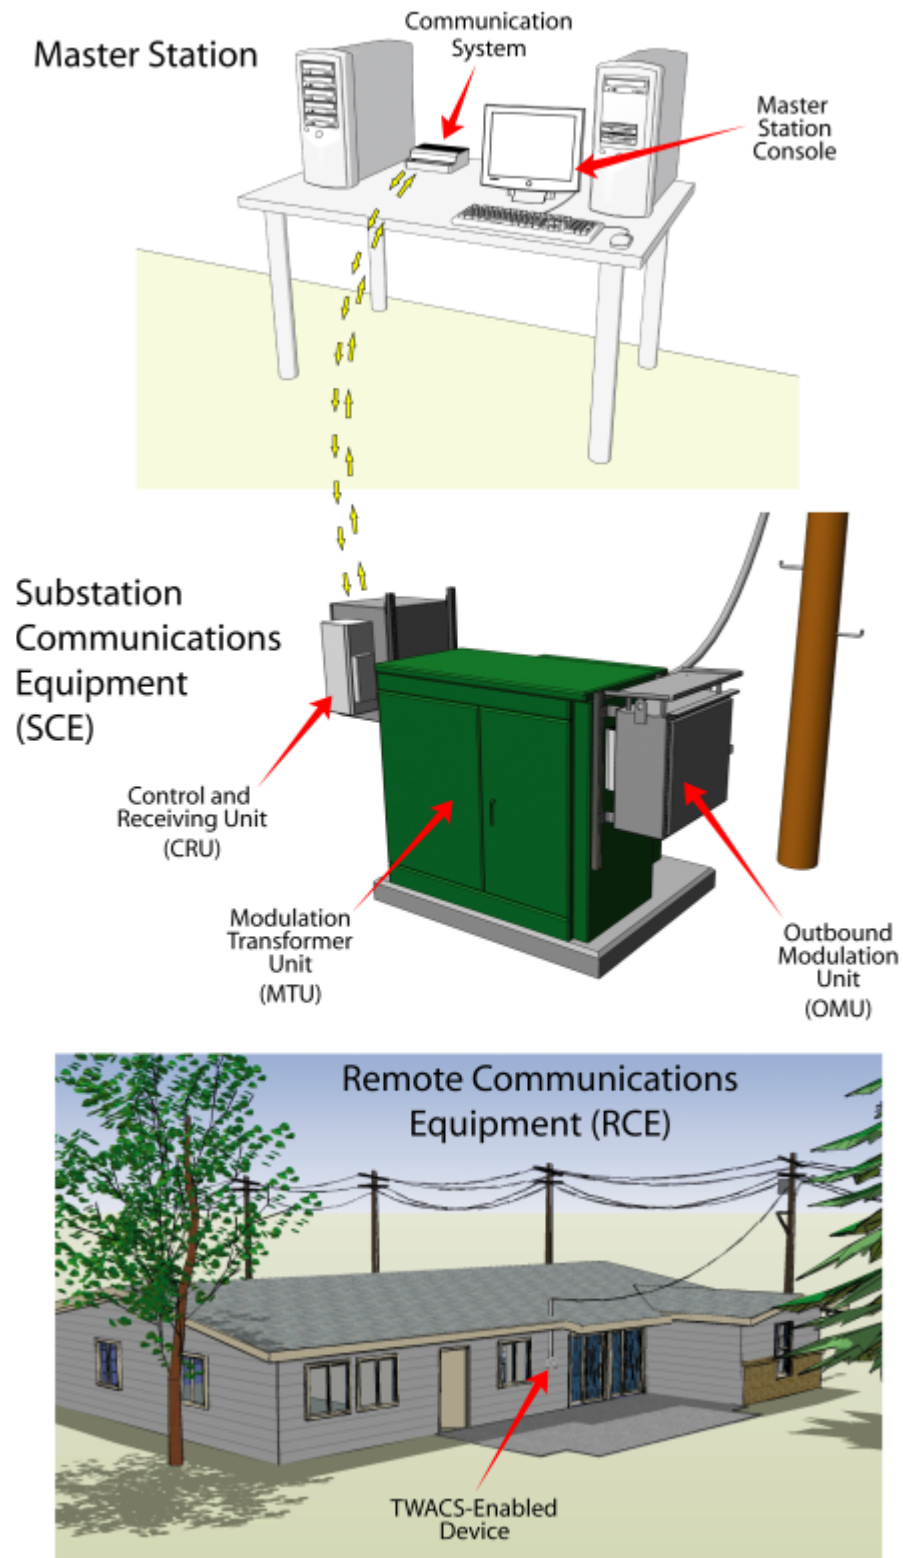 Master Station
Communication
System
Master
Station
Console
Substation
Communications
Equipment
(SCE)
Control and
Receiving Unit
(CRU)
Modulation
Transformer
Unit
(MTU)
Outbound
Modulation
Unit
(OMU)
Remote Communications
Equipment (RCE)
TWACS-Enabled
Device